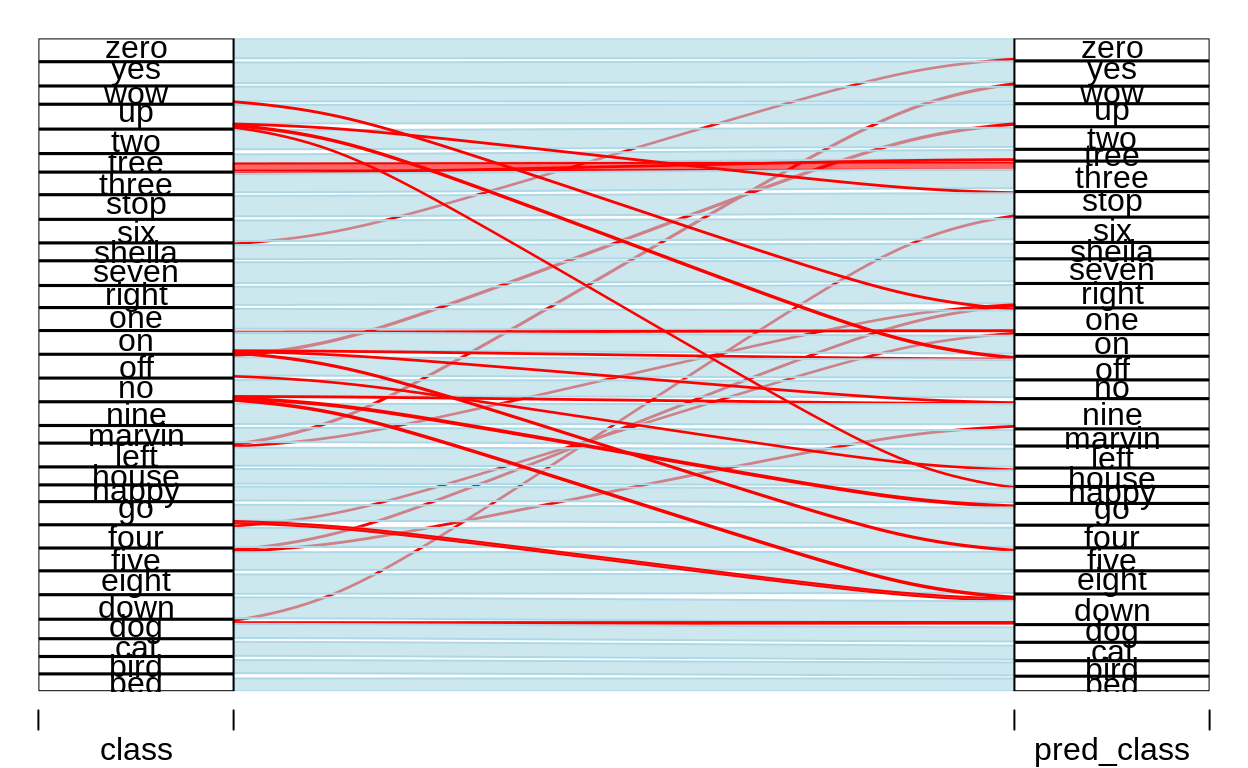 zero
yes
wow
up
two
tree
three
stop
six
sheila
seven
right
one
on
off
no
nine
marvin
left
house
happy
go
four
five
eight
down
dog
cat
bird
bed
class
zero
yes
wow
up
two
tree
three
stop
six
sheila
seven
right
one
on
off
no
nine
marvin
left
house
happy
go
four
five
eight
down
dog
cat
bird
bed
pred_class